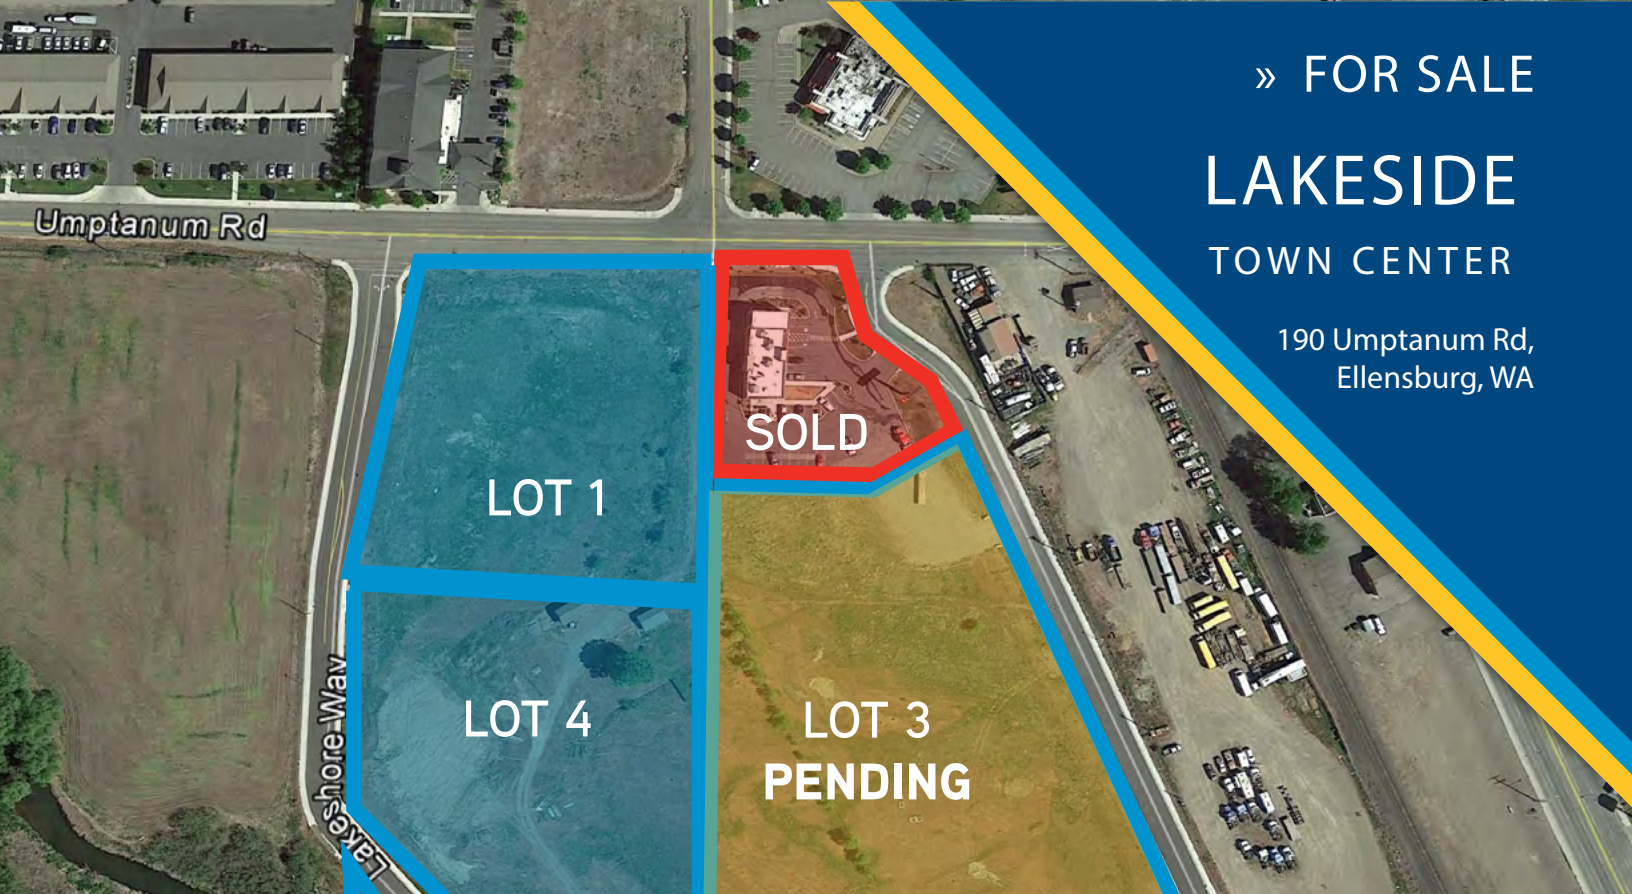 » FOR SALE
LAKESIDE
TOWN CENTER
190 Umptanum Rd,
Ellensburg, WA
Umptanum Rd
SOLD
LOT 1
LOT 4
LOT 3
PENDING
Lakeshore Way